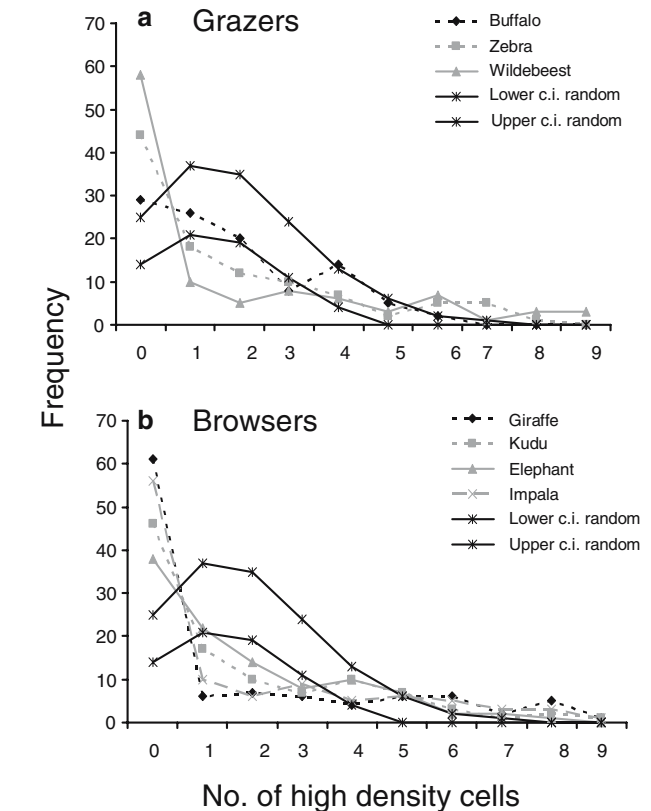 a Grazers
Buffalo
Zebra
Wildebeest
Lower c.i. random
Upper c.i. random
70
60
50
40
30
20
10
0
0 1 2 3 4 5 6 7 8 9
Frequency
b Browsers
Giraffe
Kudu
Elephant
Impala
Lower c.i. random
Upper c.i. random
70
60
50
40
30
20
10
0
0 1 2 3 4 5 6 7 8 9
No. of high density cells